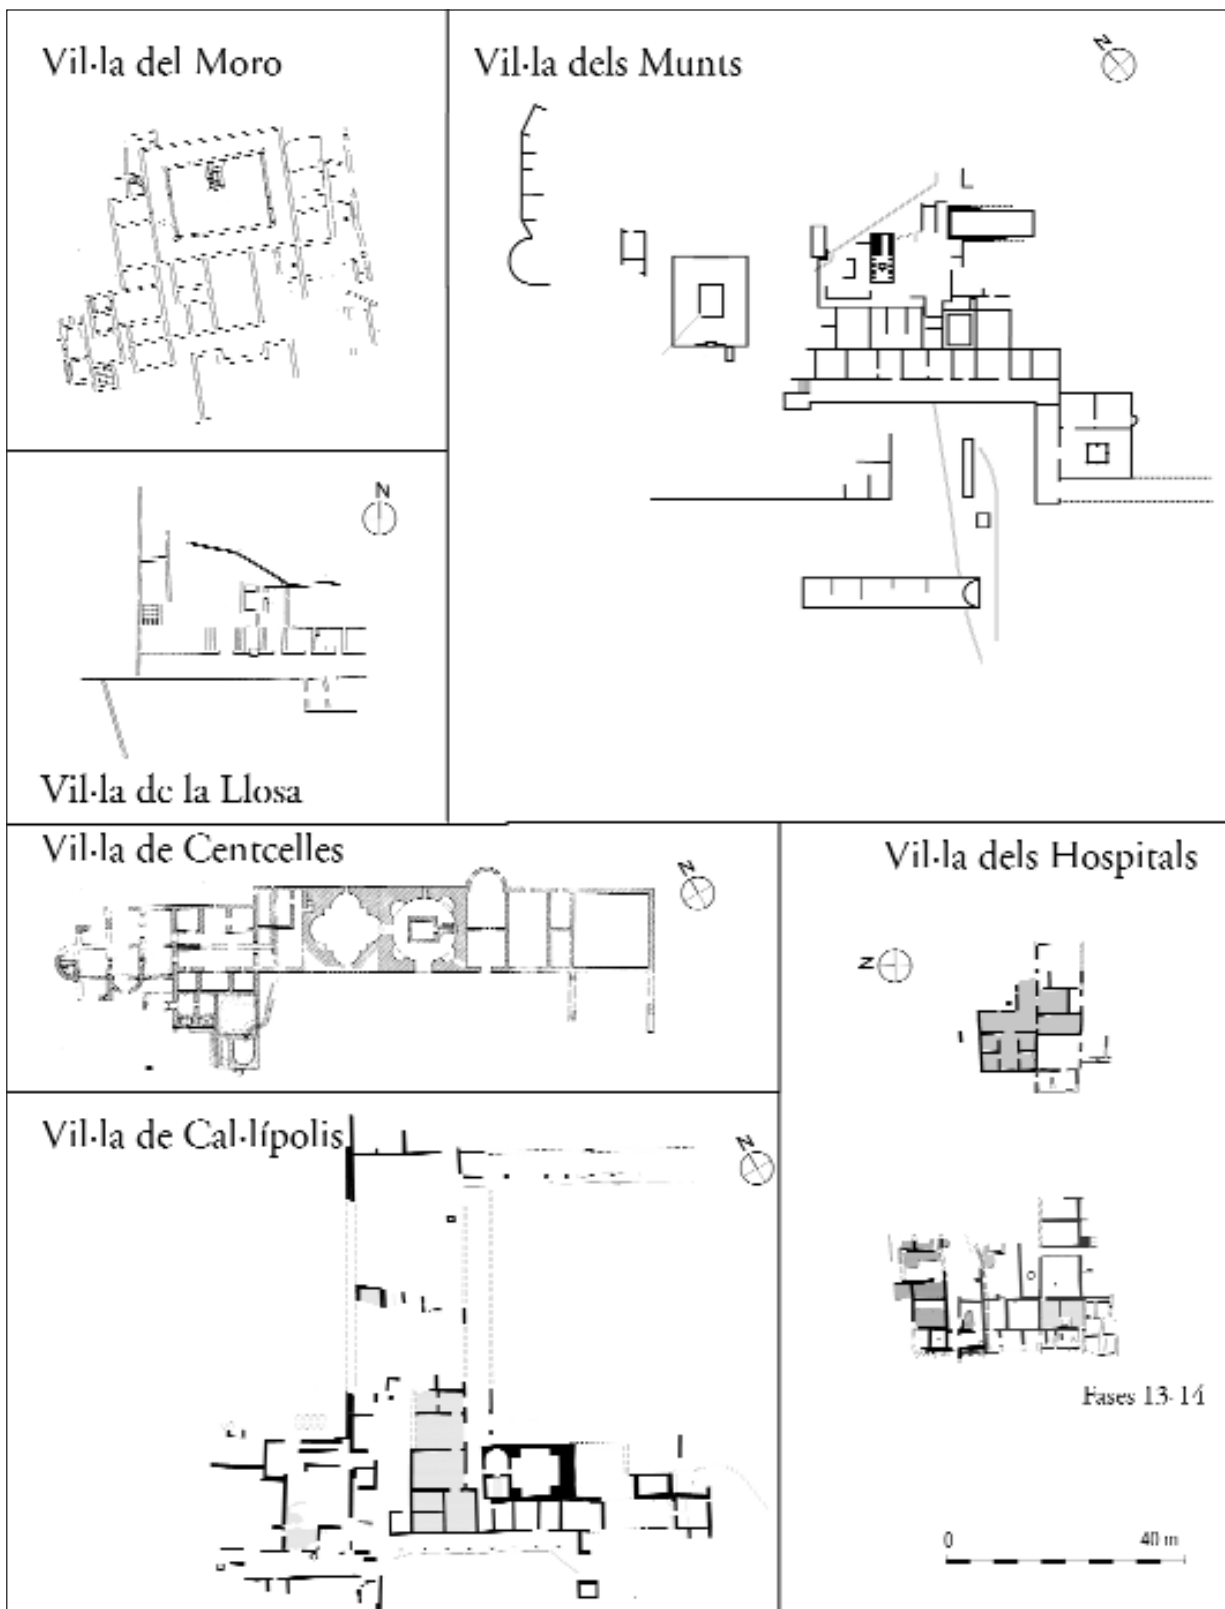 Vil·la del Moro
Vil·la dels Munts
N
N
Vil·la de la Llosa
Vil·la de Centcelles
N
Vil·la dels Hospitals
N
Vil·la de Cal·lípolis
N
Fases 13-14
0 40 m